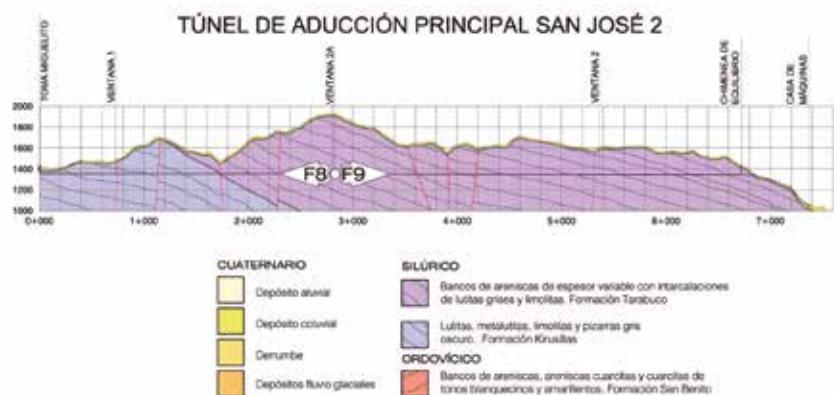 TÚNEL DE ADUCCIÓN PRINCIPAL SAN JOSÉ 2
TOMA MIGUELITO
VENTANA 1
VENTANA 2A
VENTANA 2
CHIMENEA DE
EQUILIBRIO
CASA DE
MÁQUINAS
2000
1800
1600
1400
1200
1000
F8 F9
0+000 1+000 2+000 3+000 4+000 5+000 6+000 7+000
CUATERNARIO
Depósito aluvial
Depósito coluvial
Derrumbe
Depósitos fluvo glaciales
SILÚRICO
Bancos de areniscas de espesor variable con intercalaciones
de lutitas grises y limolitas. Formación Tarabuco
Lutitas, metalutitas, limolitas y pizarras gris
oscuro. Formación Kirusillas
ORDOVÍCICO
Bancos de areniscas, areniscas cuarcitas y cuarcitas de
tonos blanquecinos y amarillentos. Formación San Benito